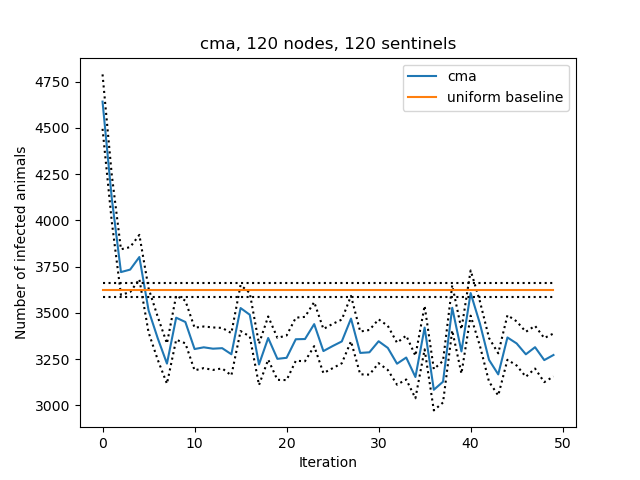 cma, 120 nodes, 120 sentinels
cma
uniform baseline
Number of infected animals
4750
4500
4250
4000
3750
3500
3250
3000
0 10 20 30 40 50
Iteration